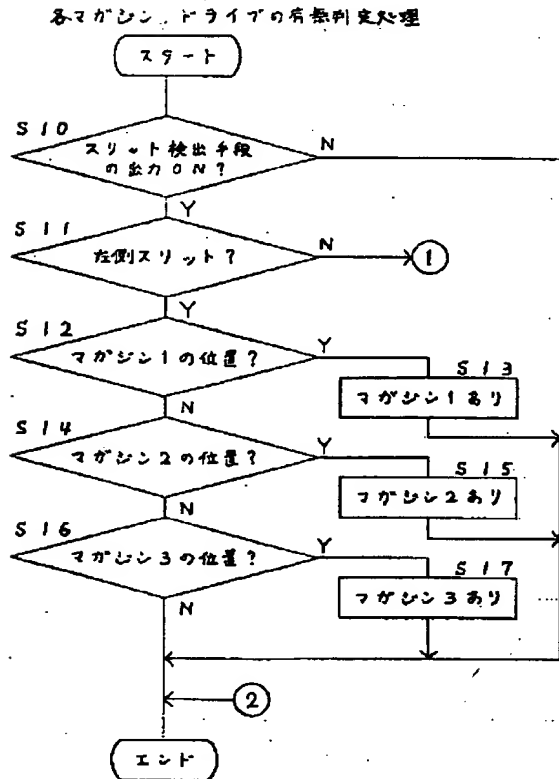 各マガジン、ドライブの有無判定処理
スタート
S10
スリット検出手段
の出力ON?
N
Y
S11
左側スリット?
N
①
Y
S12
マガジン1の位置?
Y
S13
マガジン1あり
N
S14
マガジン2の位置?
Y
S15
マガジン2あり
N
S16
マガジン3の位置?
Y
S17
マガジン3あり
N
②
エンド